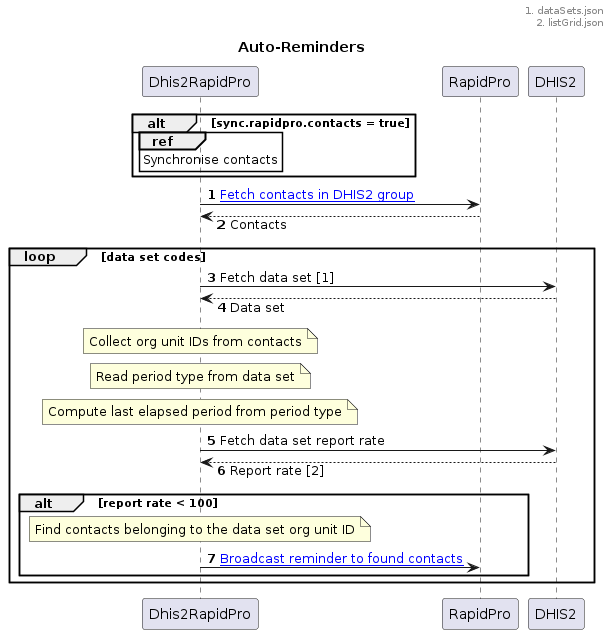 1. dataSets.json
2. listGrid.json
Auto-Reminders
Dhis2RapidPro RapidPro DHIS2
alt [sync.rapidpro.contacts = true]
ref
Synchronise contacts
1 Fetch contacts in DHIS2 group
2 Contacts
loop [data set codes]
3 Fetch data set [1]
4 Data set
Collect org unit IDs from contacts
Read period type from data set
Compute last elapsed period from period type
5 Fetch data set report rate
6 Report rate [2]
alt [report rate < 100]
Find contacts belonging to the data set org unit ID
7 Broadcast reminder to found contacts
Dhis2RapidPro RapidPro DHIS2